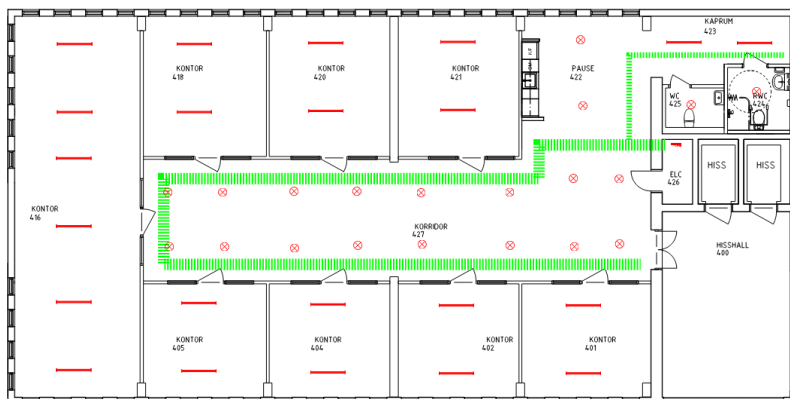 KAPRUM
423
KONTOR
418
KONTOR
420
KONTOR
421
PAUSE
422
WC
425
RWC
424
HISS
HISS
ELC
426
KONTOR
416
KORRIDOR
427
HISSHALL
400
KONTOR
405
KONTOR
404
KONTOR
402
KONTOR
401